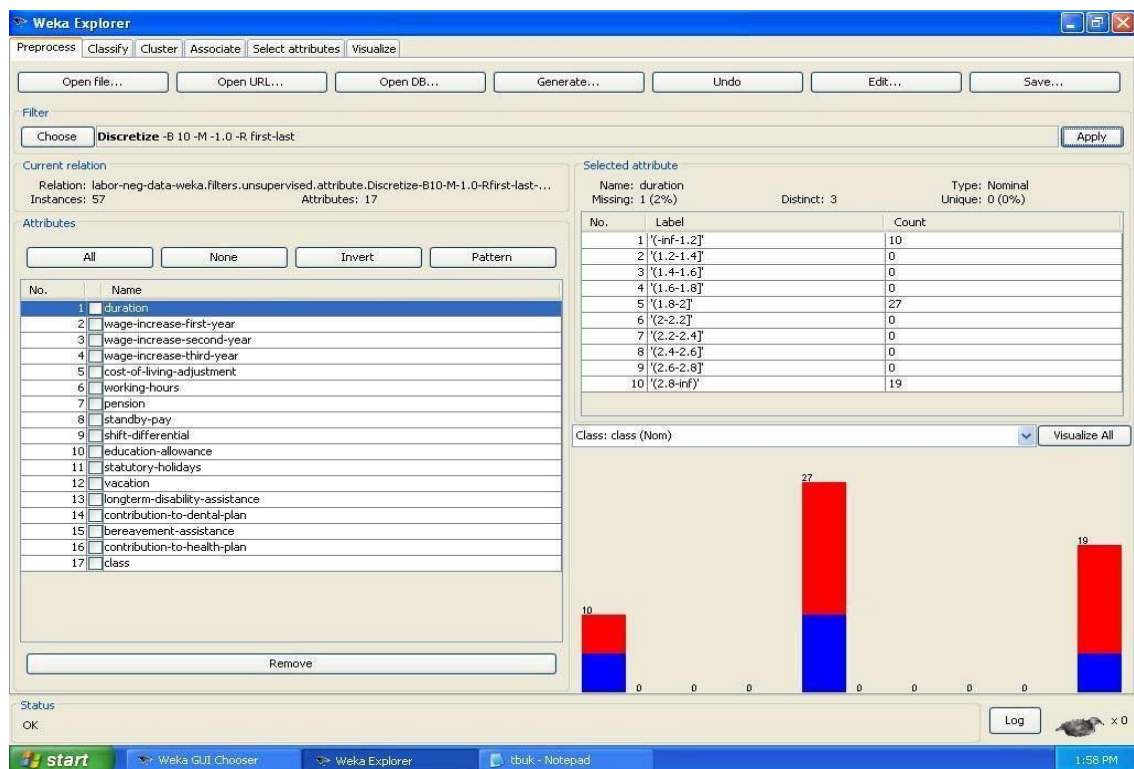 Weka Explorer
Preprocess Classify Cluster Associate Select attributes Visualize
Open file... Open URL... Open DB... Generate... Undo Edit... Save...
Filter
Choose Discretize -B 10 -M -1.0 -R first-last Apply
Current relation
Relation: labor-neg-data-weka.filters.unsupervised.attribute.Discretize-B10-M-1.0-Rfirst-last-...
Instances: 57 Attributes: 17
Attributes
All None Invert Pattern
No. Name
1 duration
2 wage-increase-first-year
3 wage-increase-second-year
4 wage-increase-third-year
5 cost-of-living-adjustment
6 working-hours
7 pension
8 standby-pay
9 shift-differential
10 education-allowance
11 statutory-holidays
12 vacation
13 longterm-disability-assistance
14 contribution-to-dental-plan
15 bereavement-assistance
16 contribution-to-health-plan
17 class
Remove
Selected attribute
Name: duration Type: Nominal
Missing: 1 (2%) Distinct: 3 Unique: 0 (0%)
No. Label Count
1 '(-inf-1.2]' 10
2 '(1.2-1.4]' 0
3 '(1.4-1.6]' 0
4 '(1.6-1.8]' 0
5 '(1.8-2]' 27
6 '(2-2.2]' 0
7 '(2.2-2.4]' 0
8 '(2.4-2.6]' 0
9 '(2.6-2.8]' 0
10 '(2.8-inf)' 19
Class: class (Nom) Visualize All
10 0 0 0 27 0 0 0 0 19
Status
OK
Log x 0
start Weka GUI Chooser Weka Explorer tbuk - Notepad 1:58 PM